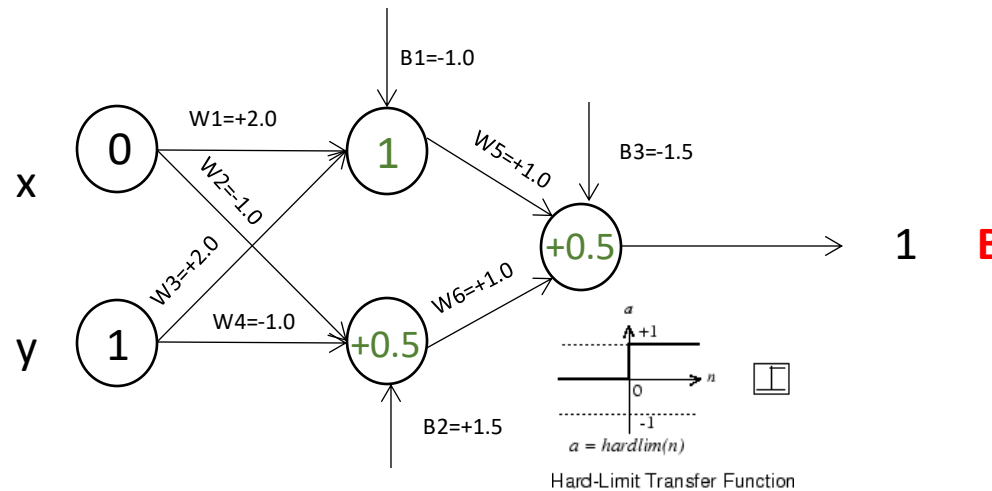 B1=-1.0
W1=+2.0
0
1
W5=+1.0
B3=-1.5
x
W2=-1.0
W3=+2.0
+0.5
1
W6=+1.0
W4=-1.0
y
1
+0.5
B2=+1.5
a
+1
n
0
-1
a = hardlim(n)
Hard-Limit Transfer Function